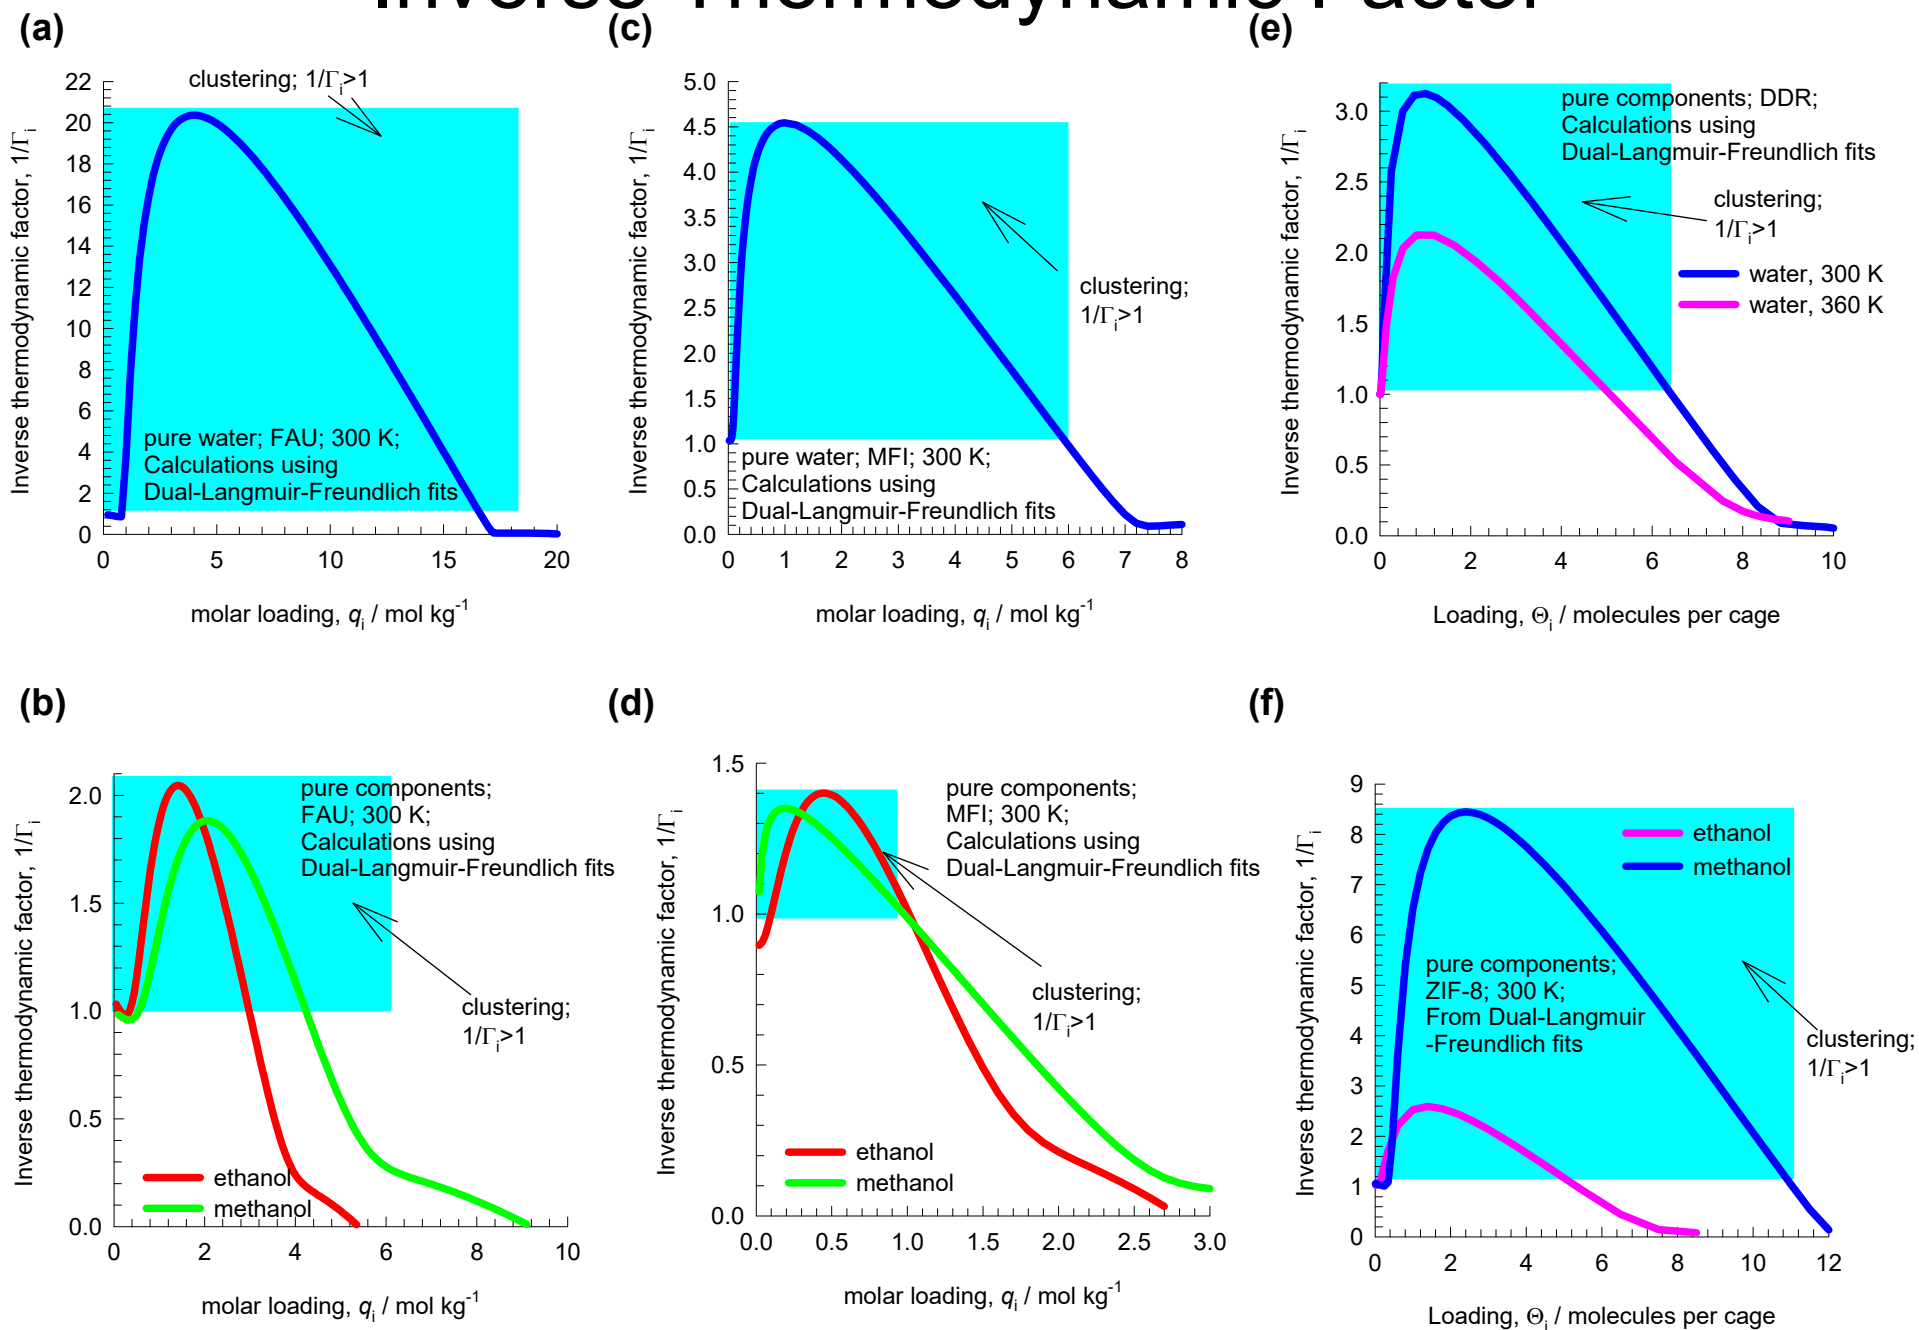 Inverse Thermodynamic Factor
(a)
clustering; 1/Γi>1
22
20
18
16
14
12
10
8
6
4
2
0
Inverse thermodynamic factor, 1/Γi
pure water; FAU; 300 K;
Calculations using
Dual-Langmuir-Freundlich fits
0 5 10 15 20
molar loading, qi / mol kg-1
(c)
5.0
4.5
4.0
3.5
3.0
2.5
2.0
1.5
1.0
0.5
0.0
Inverse thermodynamic factor, 1/Γi
clustering;
1/Γi>1
pure water; MFI; 300 K;
Calculations using
Dual-Langmuir-Freundlich fits
0 1 2 3 4 5 6 7 8
molar loading, qi / mol kg-1
(e)
3.0
2.5
2.0
1.5
1.0
0.5
0.0
Inverse thermodynamic factor, 1/Γi
pure components; DDR;
Calculations using
Dual-Langmuir-Freundlich fits
clustering;
1/Γi>1
water, 300 K
water, 360 K
0 2 4 6 8 10
Loading, Θi / molecules per cage
(b)
2.0
1.5
1.0
0.5
0.0
Inverse thermodynamic factor, 1/Γi
pure components;
FAU; 300 K;
Calculations using
Dual-Langmuir-Freundlich fits
clustering;
1/Γi>1
ethanol
methanol
0 2 4 6 8 10
molar loading, qi / mol kg-1
(d)
1.5
1.0
0.5
0.0
Inverse thermodynamic factor, 1/Γi
pure components;
MFI; 300 K;
Calculations using
Dual-Langmuir-Freundlich fits
clustering;
1/Γi>1
ethanol
methanol
0.0 0.5 1.0 1.5 2.0 2.5 3.0
molar loading, qi / mol kg-1
(f)
9
8
7
6
5
4
3
2
1
0
Inverse thermodynamic factor, 1/Γi
ethanol
methanol
pure components;
ZIF-8; 300 K;
From Dual-Langmuir
-Freundlich fits
clustering;
1/Γi>1
0 2 4 6 8 10 12
Loading, Θi / molecules per cage